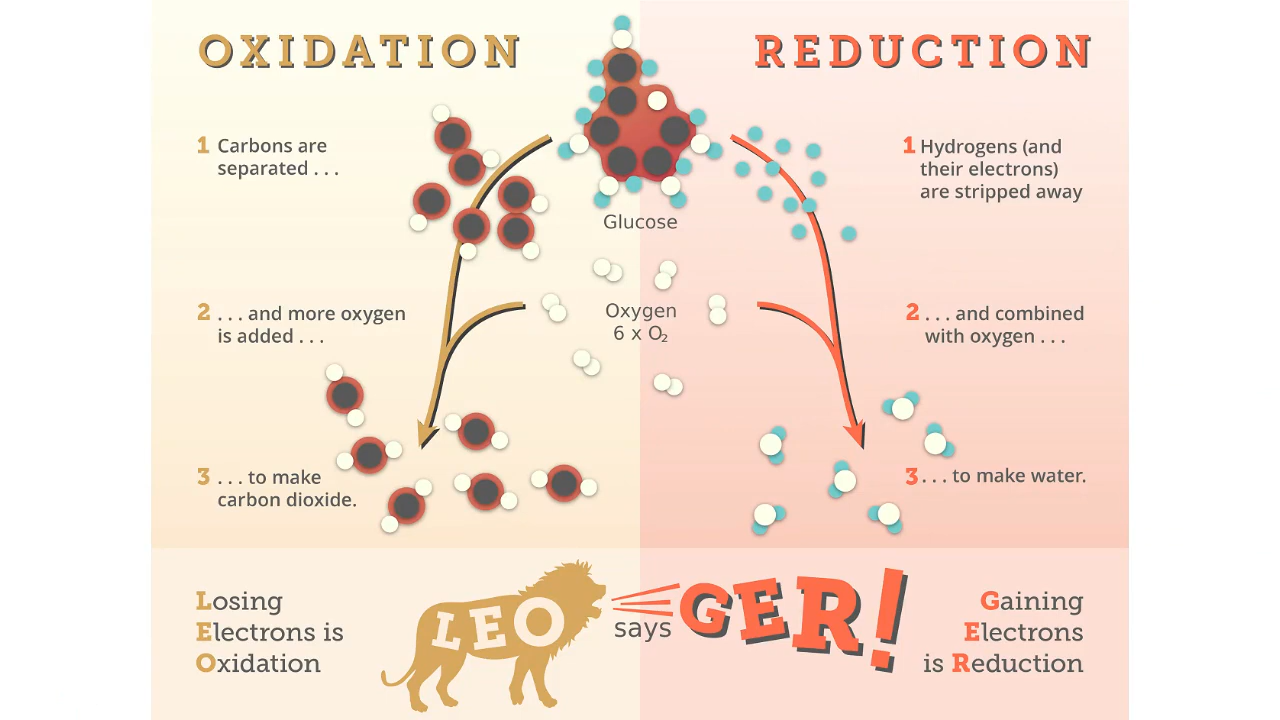 OXIDATION
REDUCTION
1 Carbons are
separated . . .
1 Hydrogens (and
their electrons)
are stripped away
Glucose
2 . . . and more oxygen
is added . . .
Oxygen
6 x O₂
2 . . . and combined
with oxygen . . .
3 . . . to make
carbon dioxide.
3 . . . to make water.
Losing
Electrons is
Oxidation
LEO
says
GER!
Gaining
Electrons
is Reduction